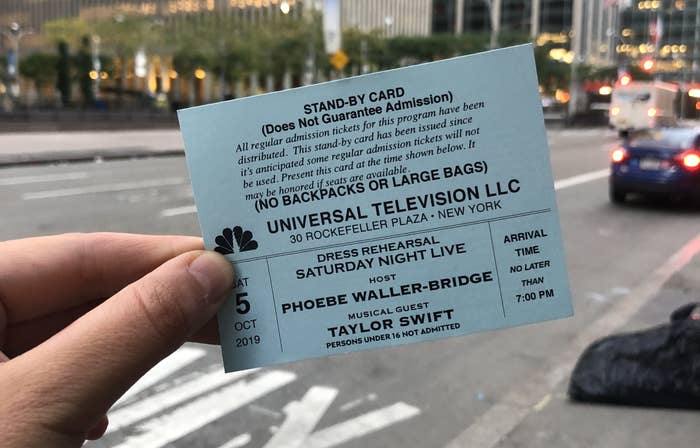 STAND-BY CARD
(Does Not Guarantee Admission)
All regular admission tickets for this program have been
distributed. This stand-by card has been issued since
it's anticipated some regular admission tickets will not
be used. Present this card at the time shown below. It
may be honored if seats are available.
(NO BACKPACKS OR LARGE BAGS)
UNIVERSAL TELEVISION LLC
30 ROCKEFELLER PLAZA • NEW YORK
SAT
5
OCT
2019
DRESS REHEARSAL
SATURDAY NIGHT LIVE
HOST
PHOEBE WALLER-BRIDGE
MUSICAL GUEST
TAYLOR SWIFT
PERSONS UNDER 16 NOT ADMITTED
ARRIVAL
TIME
NO LATER
THAN
7:00 PM